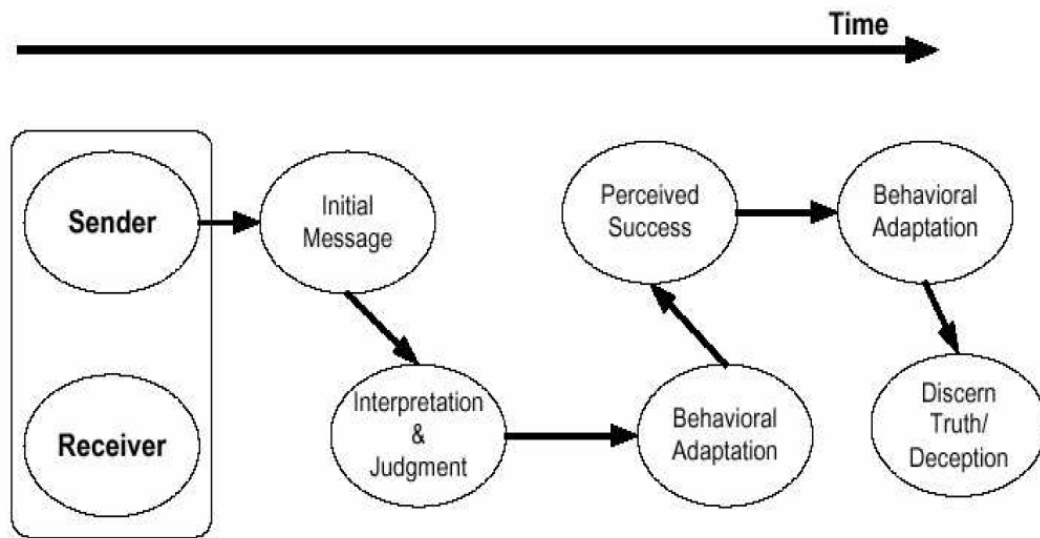 Time
Sender
Initial
Message
Perceived
Success
Behavioral
Adaptation
Receiver
Interpretation
&
Judgment
Behavioral
Adaptation
Discern
Truth/
Deception